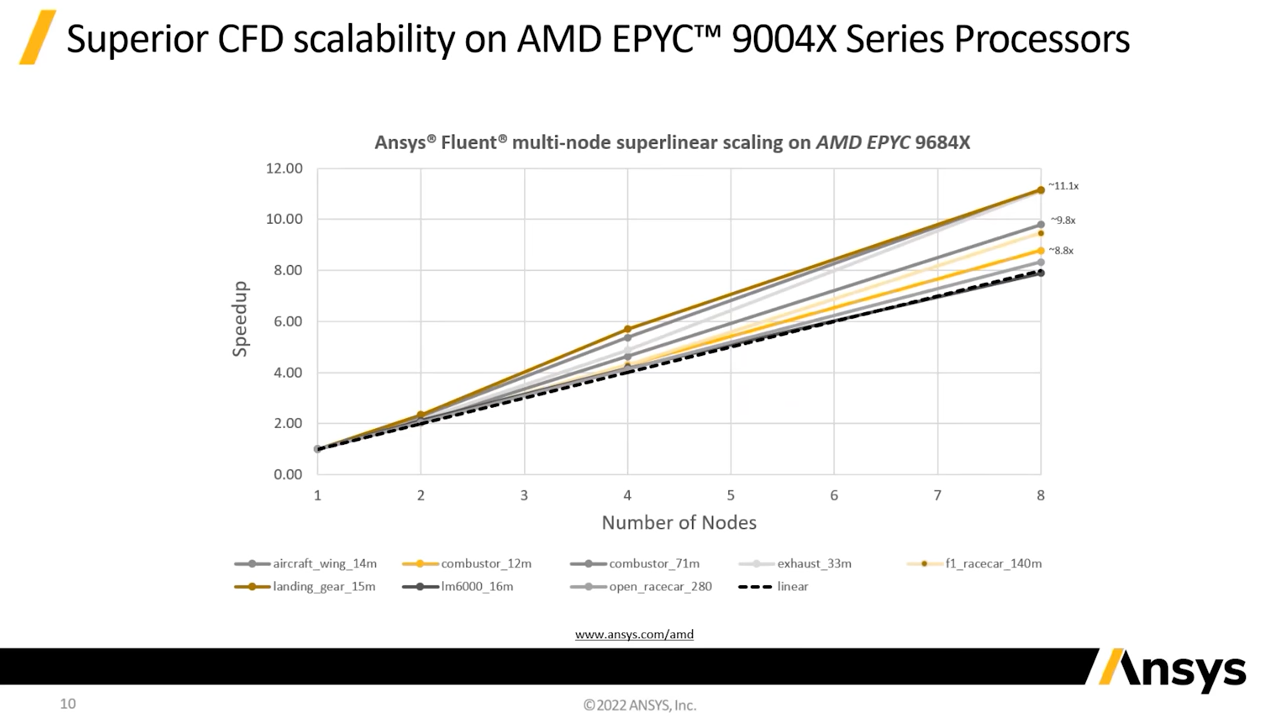 Superior CFD scalability on AMD EPYC™ 9004X Series Processors
Ansys® Fluent® multi-node superlinear scaling on AMD EPYC 9684X
12.00
10.00
8.00
6.00
4.00
2.00
0.00
Speedup
~11.1x
~9.8x
~8.8x
1 2 3 4 5 6 7 8
Number of Nodes
aircraft_wing_14m combustor_12m combustor_71m exhaust_33m f1_racecar_140m
landing_gear_15m lm6000_16m open_racecar_280 linear
www.ansys.com/amd
Ansys
10 ©2022 ANSYS, Inc.